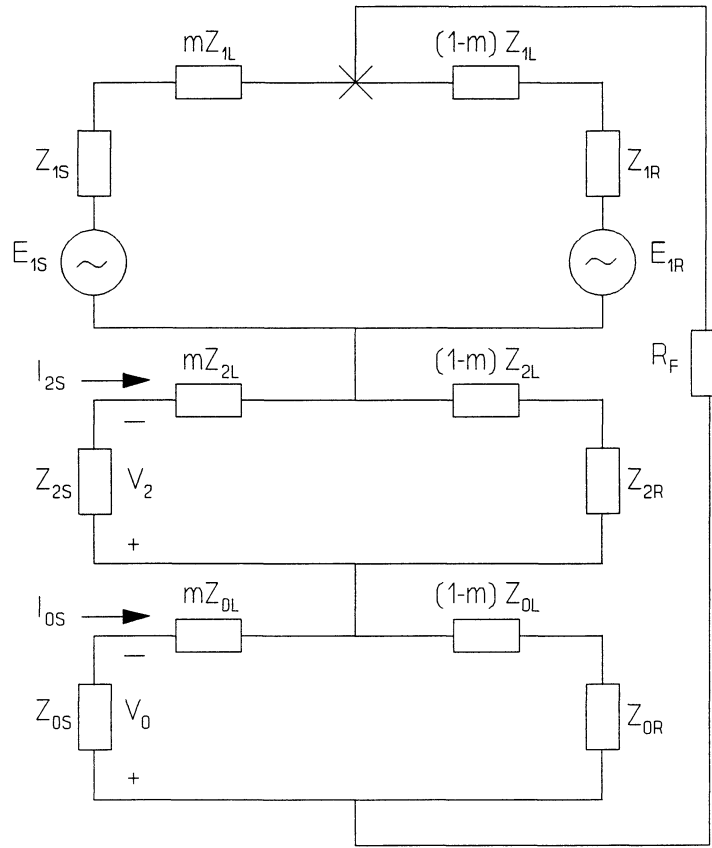 mZ1L
(1-m) Z1L
Z1S
Z1R
E1S
E1R
RF
I2S
mZ2L
(1-m) Z2L
Z2S
V2
Z2R
I0S
mZ0L
(1-m) Z0L
Z0S
V0
Z0R